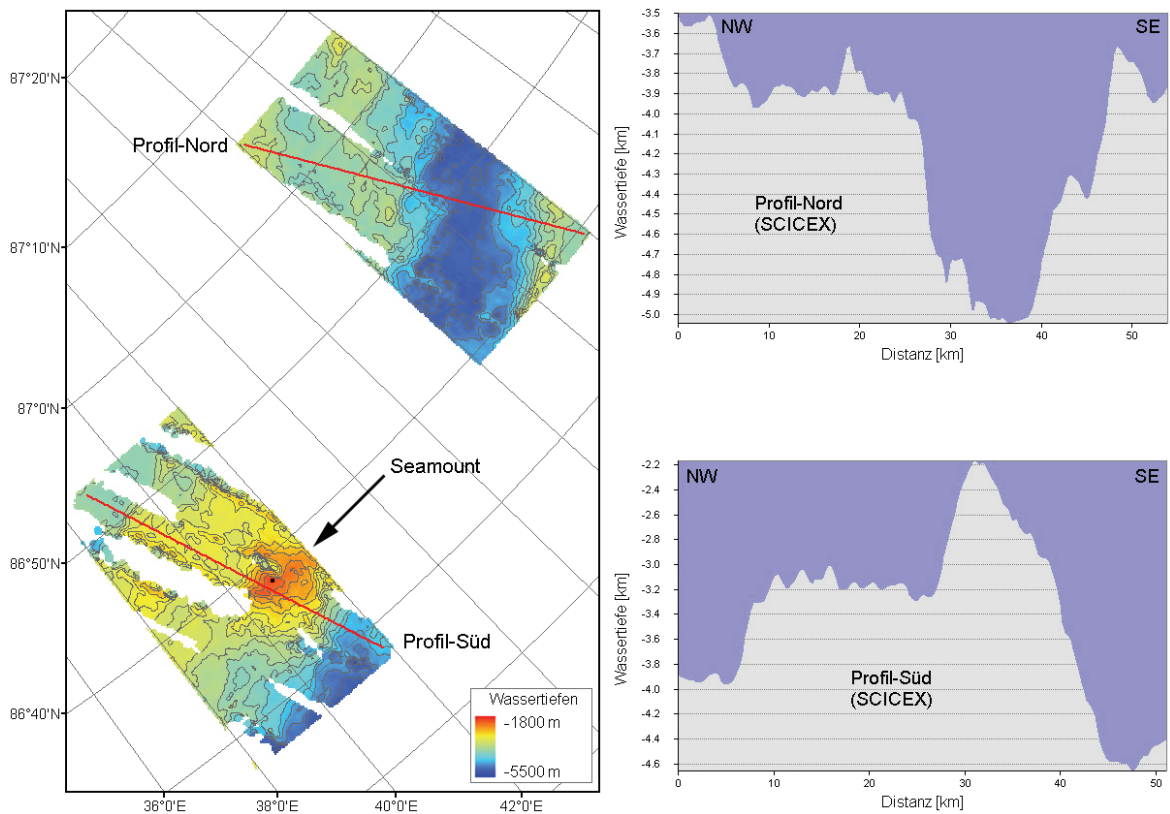 87°20'N
87°10'N
87°0'N
86°50'N
86°40'N
Profil-Nord
Seamount
Profil-Süd
Wassertiefen
-1800 m
-5500 m
36°0'E
38°0'E
40°0'E
42°0'E
NW
SE
-3.5
-3.6
-3.7
-3.8
-3.9
-4.0
-4.1
-4.2
-4.3
-4.4
-4.5
-4.6
-4.7
-4.8
-4.9
-5.0
Wassertiefe [km]
Profil-Nord
(SCICEX)
0
10
20
30
40
50
Distanz [km]
NW
SE
-2.2
-2.4
-2.6
-2.8
-3.0
-3.2
-3.4
-3.6
-3.8
-4.0
-4.2
-4.4
-4.6
Wassertiefe [km]
Profil-Süd
(SCICEX)
0
10
20
30
40
50
Distanz [km]